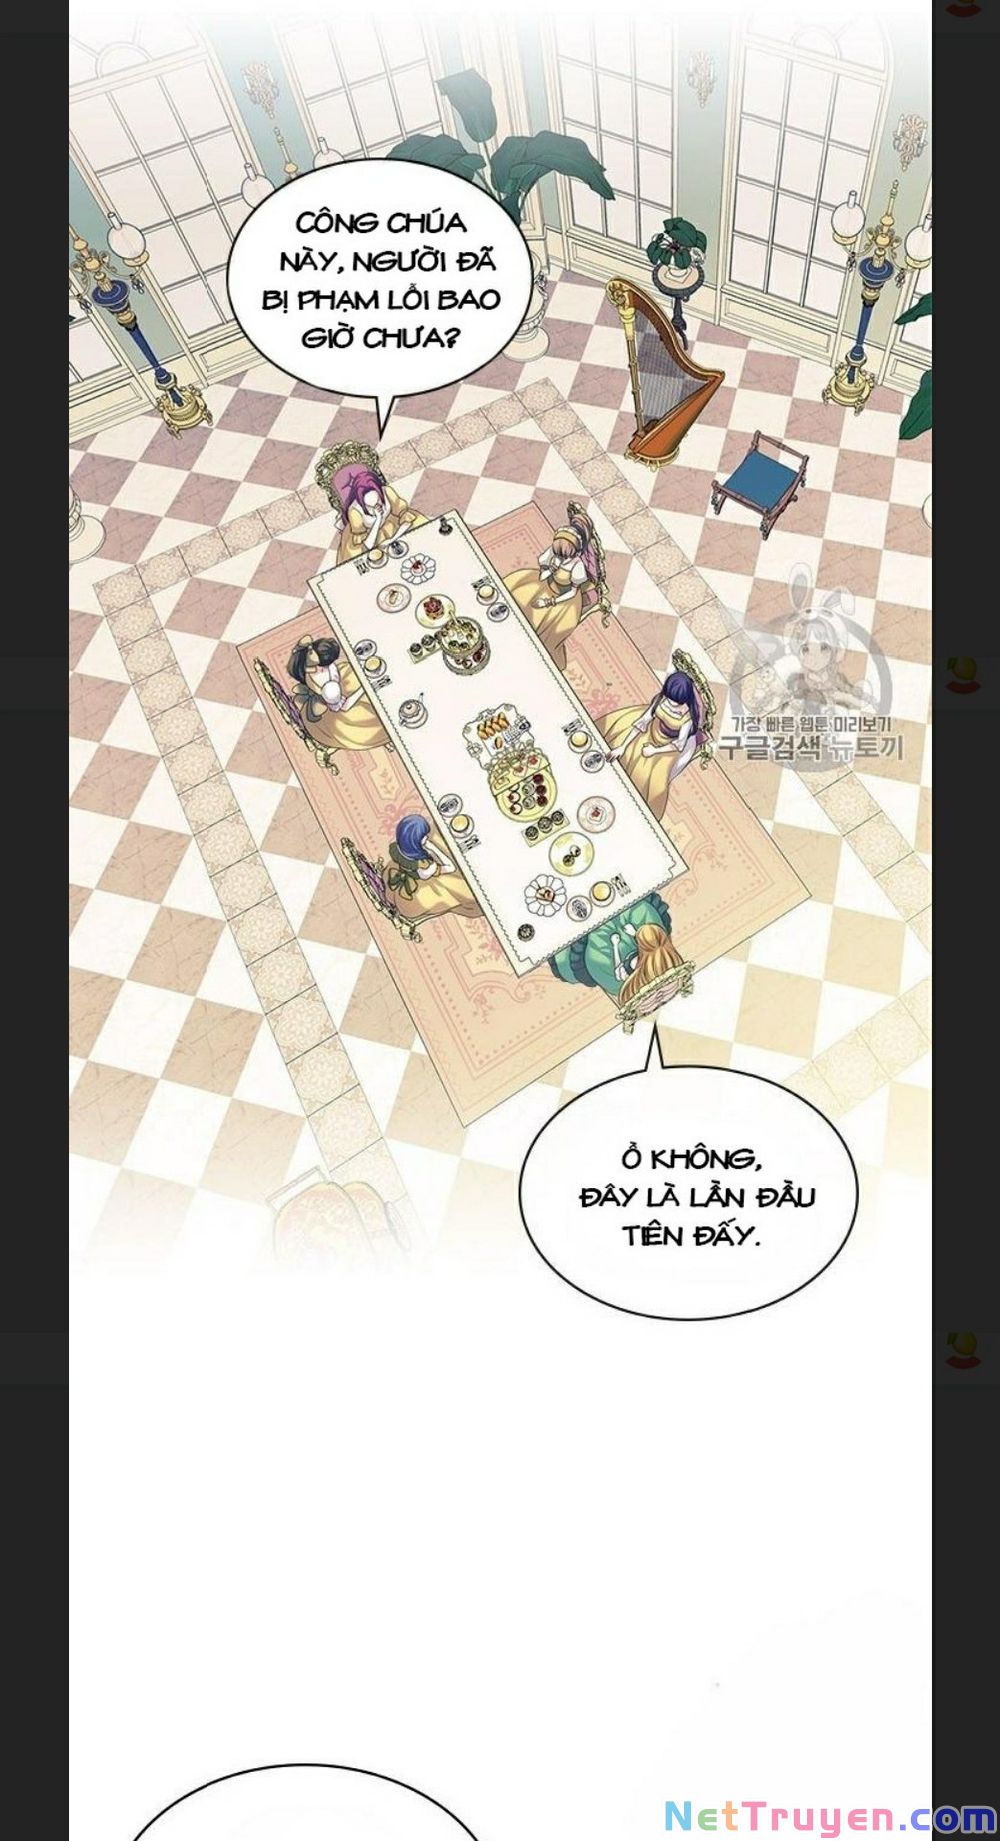 CÔNG CHÚA
NÀY, NGƯỜI ĐÃ
BỊ PHẠM LỖI BAO
GIỜ CHƯA?
가장 빠른 웹툰 미리보기
구글검색 뉴토끼
Ồ KHÔNG,
ĐÂY LÀ LẦN ĐẦU
TIÊN ĐẤY.
NetTruyen.com